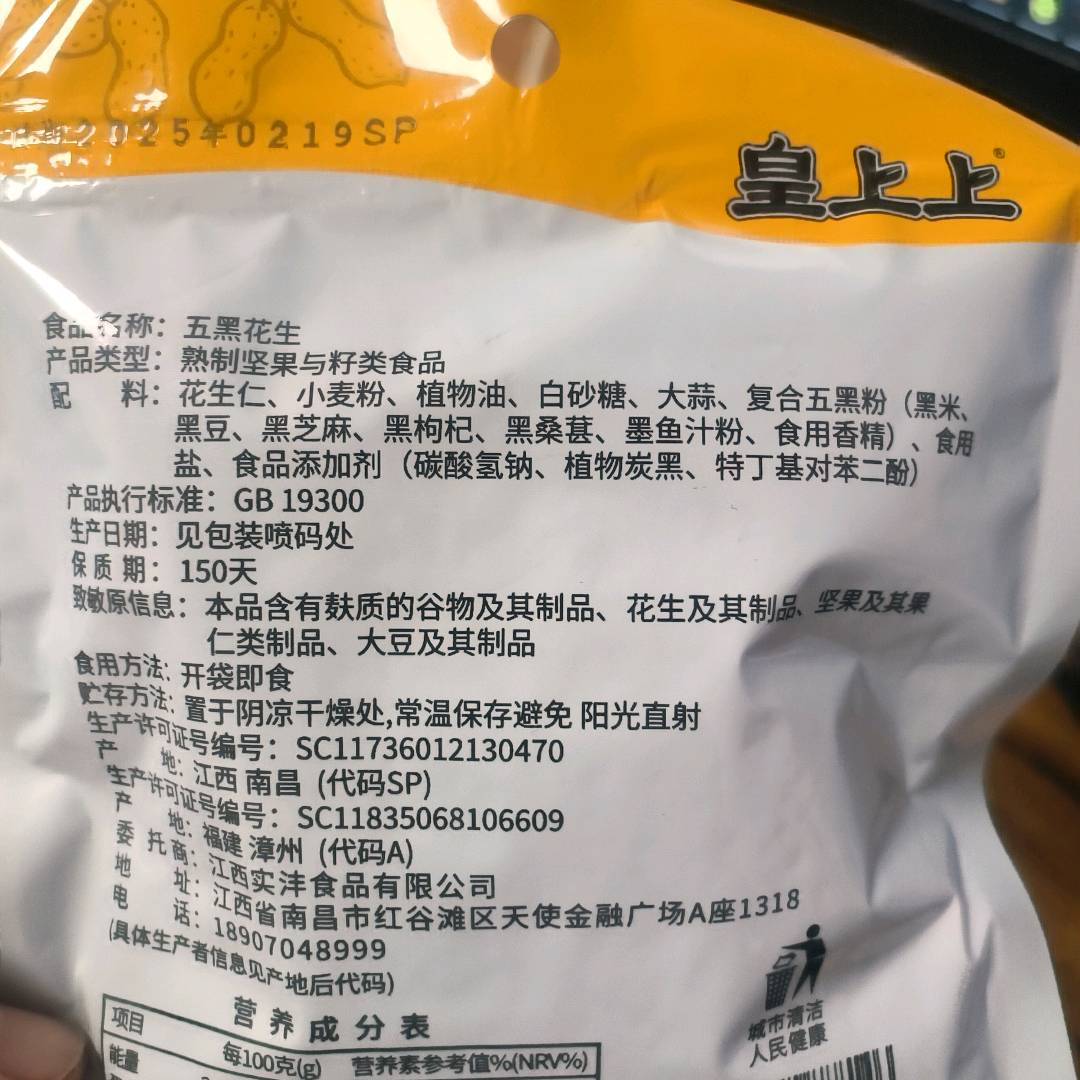 2025年0219SP
皇上上®
食品名称：五黑花生
产品类型：熟制坚果与籽类食品
配 料：花生仁、小麦粉、植物油、白砂糖、大蒜、复合五黑粉（黑米、
黑豆、黑芝麻、黑枸杞、黑桑葚、墨鱼汁粉、食用香精）、食用
盐、食品添加剂（碳酸氢钠、植物炭黑、特丁基对苯二酚）
产品执行标准：GB 19300
生产日期：见包装喷码处
保质期：150天
致敏原信息：本品含有麸质的谷物及其制品、花生及其制品、坚果及其果
仁类制品、大豆及其制品
食用方法：开袋即食
贮存方法：置于阴凉干燥处,常温保存避免 阳光直射
生产许可证号编号：SC11736012130470
产 地：江西 南昌 (代码SP)
生产许可证号编号：SC11835068106609
产 地：福建 漳州 (代码A)
委托商：江西实沣食品有限公司
地 址：江西省南昌市红谷滩区天使金融广场A座1318
电 话：18907048999
(具体生产者信息见产地后代码)
城市清洁
人民健康
营养成分表
项目 每100克(g) 营养素参考值%(NRV%)
能量